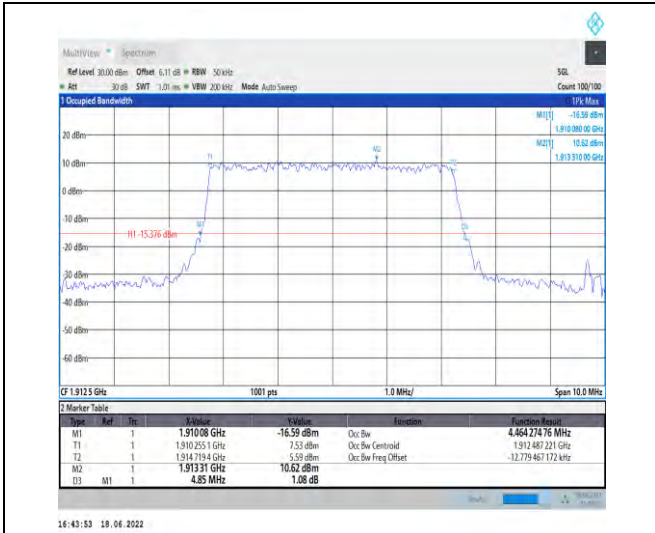 MultiView Spectrum
Ref Level 30.00 dBm Offset 6.11 dB RBW 50 kHz SGL
Att 30 dB SWT 1.01 ms VBW 200 kHz Mode Auto Sweep Count 100/100
1 Occupied Bandwidth 1Pk Max
M1[1] -16.59 dBm
1.910 080 00 GHz
M2[1] 10.62 dBm
1.913 310 00 GHz
20 dBm
M2
T1
10 dBm
0 dBm
-10 dBm
M1
H1 -15.376 dBm
-20 dBm
-30 dBm
-40 dBm
-50 dBm
-60 dBm
CF 1.912 5 GHz 1001 pts 1.0 MHz/ Span 10.0 MHz
2 Marker Table
Type Ref Trc X-Value Y-Value Function Function Result
M1 1 1.910 08 GHz -16.59 dBm Occ Bw 4.464 274 76 MHz
T1 1 1.910 255 1 GHz 7.53 dBm Occ Bw Centroid 1.912 487 221 GHz
T2 1 1.914 719 4 GHz 5.59 dBm Occ Bw Freq Offset -12.779 467 172 kHz
M2 1 1.913 31 GHz 10.62 dBm
D3 M1 1 4.85 MHz 1.08 dB
16:43:53 18.06.2022